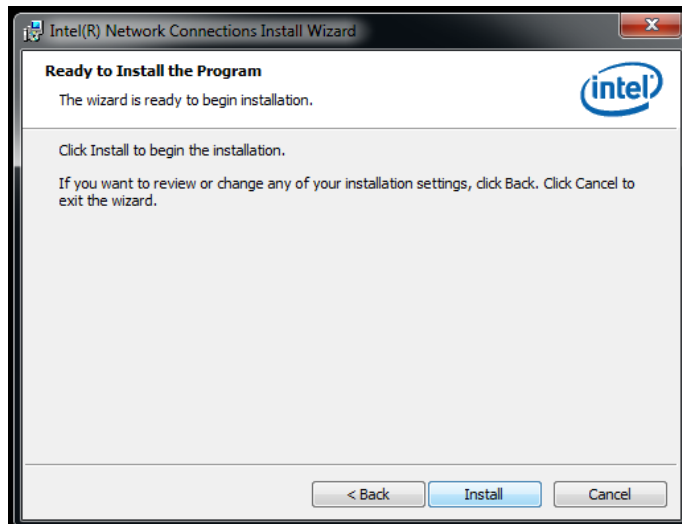 Intel(R) Network Connections Install Wizard
Ready to Install the Program
The wizard is ready to begin installation.
intel
Click Install to begin the installation.
If you want to review or change any of your installation settings, click Back. Click Cancel to
exit the wizard.
< Back
Install
Cancel